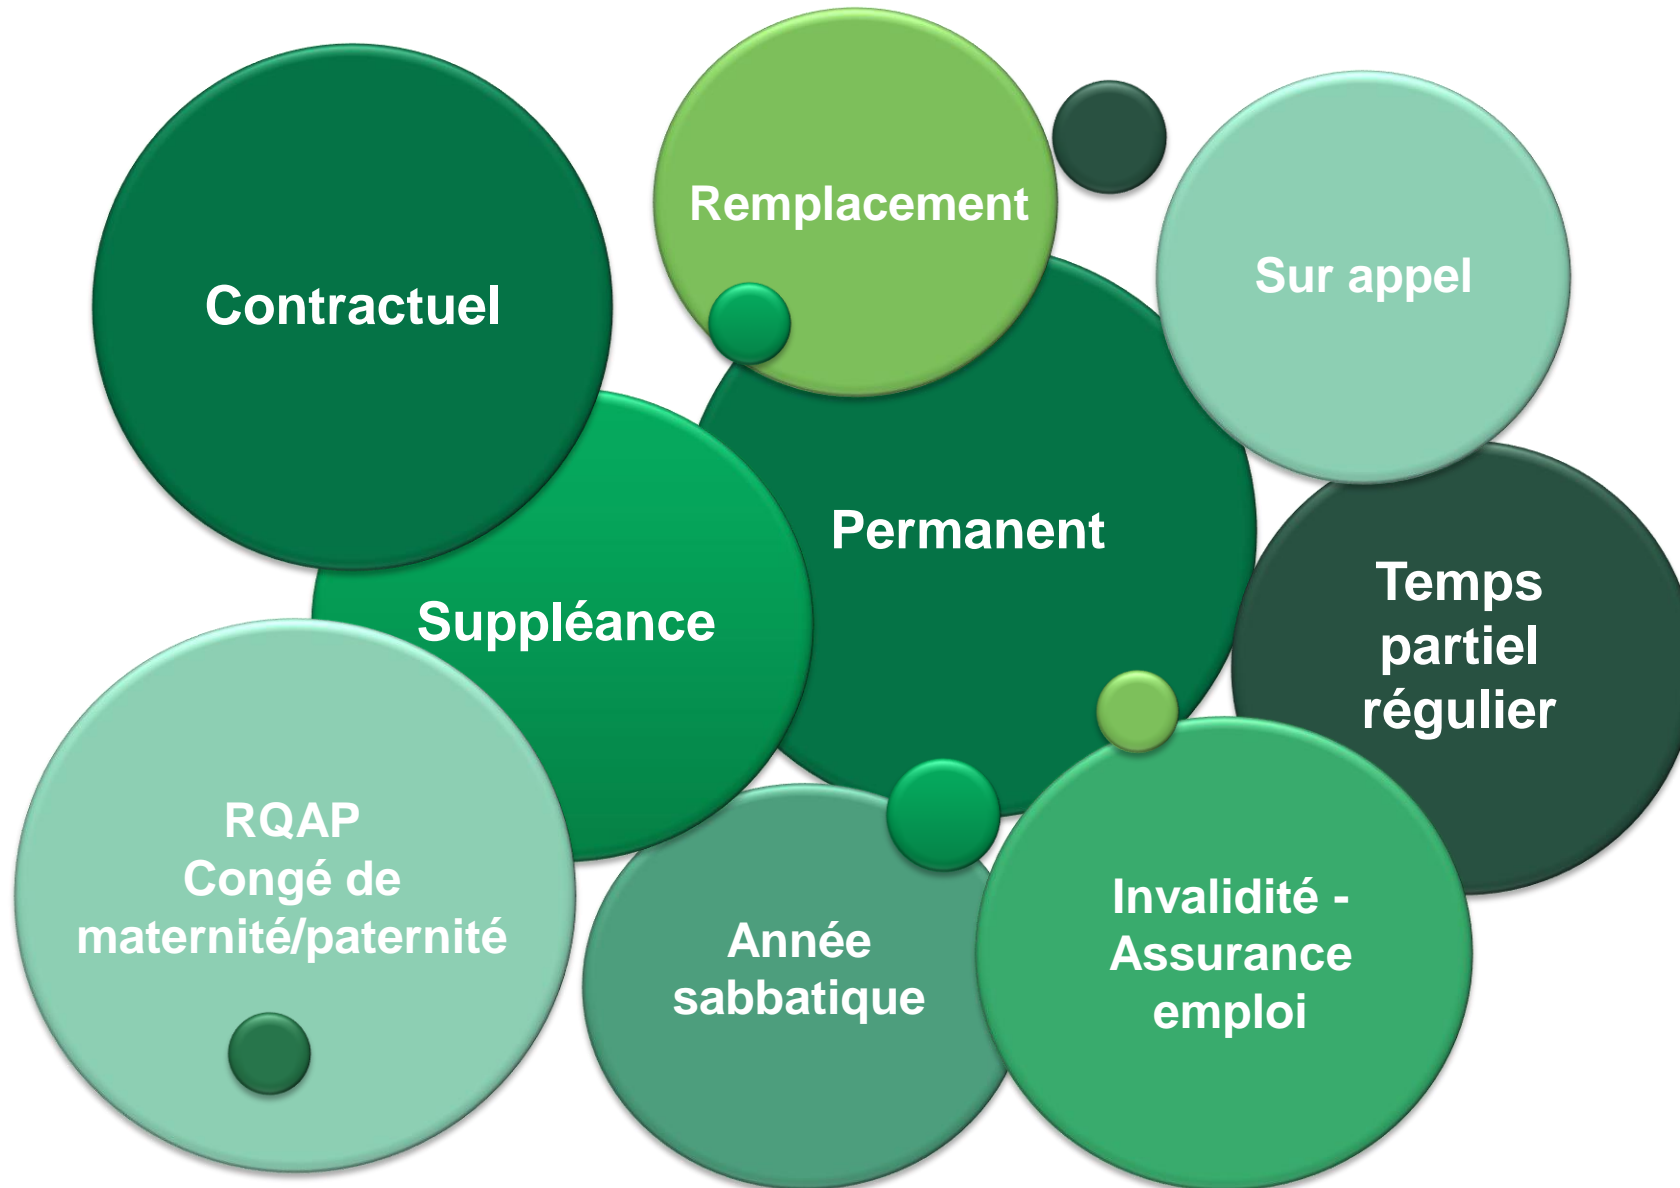 Remplacement
Sur appel
Contractuel
Permanent
Suppléance
Temps
partiel
régulier
RQAP
Congé de
maternité/paternité
Année
sabbatique
Invalidité -
Assurance
emploi